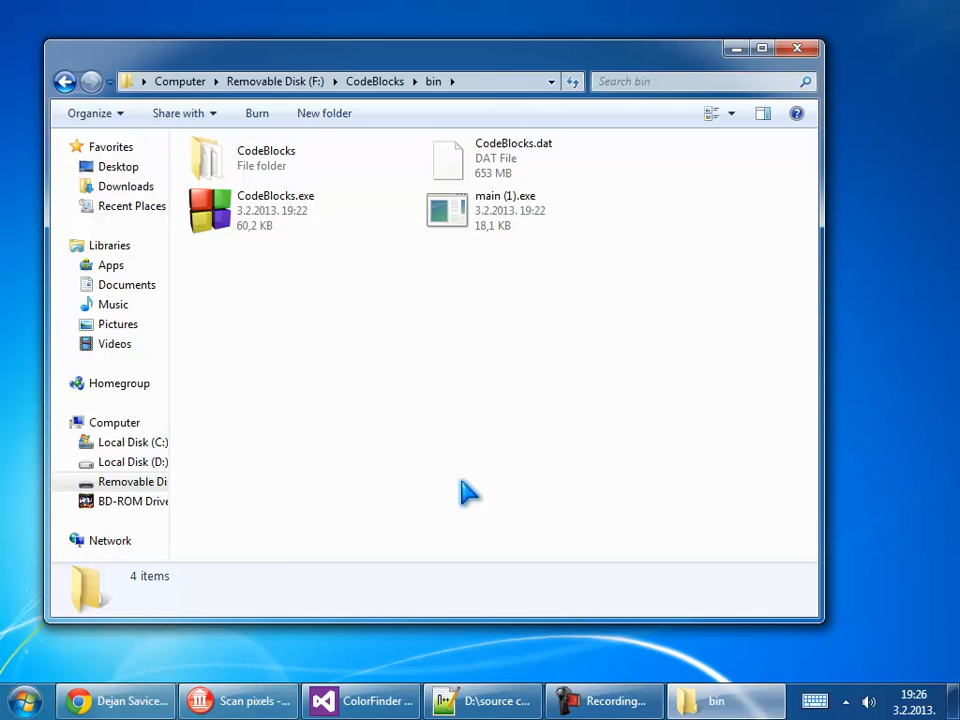 Computer Removable Disk (F:) CodeBlocks bin
Search bin
Organize Share with Burn New folder
Favorites
Desktop
Downloads
Recent Places
Libraries
Apps
Documents
Music
Pictures
Videos
Homegroup
Computer
Local Disk (C:)
Local Disk (D:)
Removable Di
BD-ROM Drive
Network
CodeBlocks
File folder
CodeBlocks.dat
DAT File
653 MB
CodeBlocks.exe
3.2.2013. 19:22
60,2 KB
main (1).exe
3.2.2013. 19:22
18,1 KB
4 items
Dejan Savice... Scan pixels -... ColorFinder ... D:\source c... Recording... bin
19:26
3.2.2013.